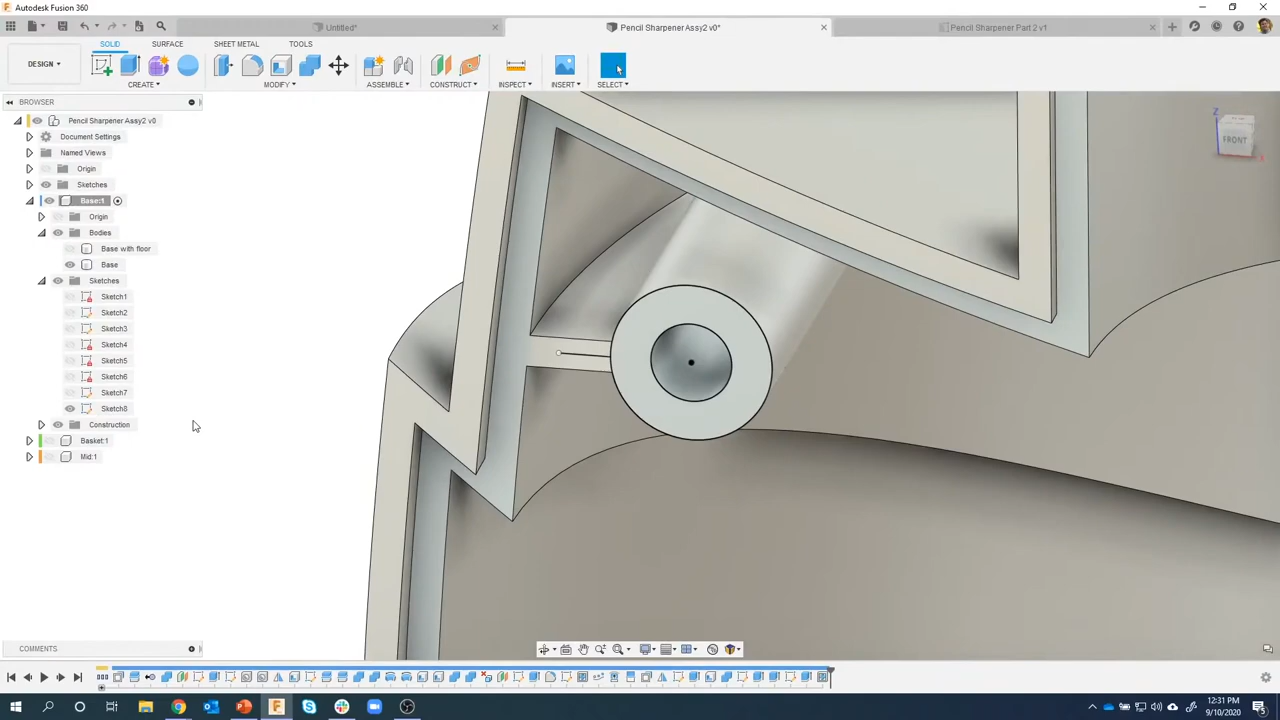 Autodesk Fusion 360
Untitled*
Pencil Sharpener Assy2 v0*
Pencil Sharpener Part 2 v1
SOLID
SURFACE
SHEET METAL
TOOLS
DESIGN
CREATE
MODIFY
ASSEMBLE
CONSTRUCT
INSPECT
INSERT
SELECT
BROWSER
Pencil Sharpener Assy2 v0
Document Settings
Named Views
Origin
Sketches
Base:1
Origin
Bodies
Base with floor
Base
Sketches
Sketch1
Sketch2
Sketch3
Sketch4
Sketch5
Sketch6
Sketch7
Sketch8
Construction
Basket:1
Mid:1
Z
FRONT
X
COMMENTS
12:31 PM
9/10/2020